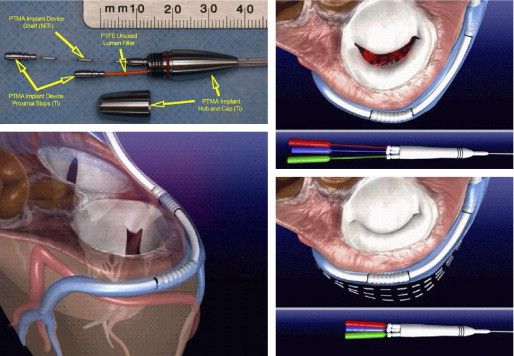 mm10 20 30 40
PTMA Implant Device
Shaft (NiTi)
PTFE Unused
Lumen Filler
PTMA Implant Device
Proximal Stops (Ti)
PTMA Implant
Hub and Cap (Ti)